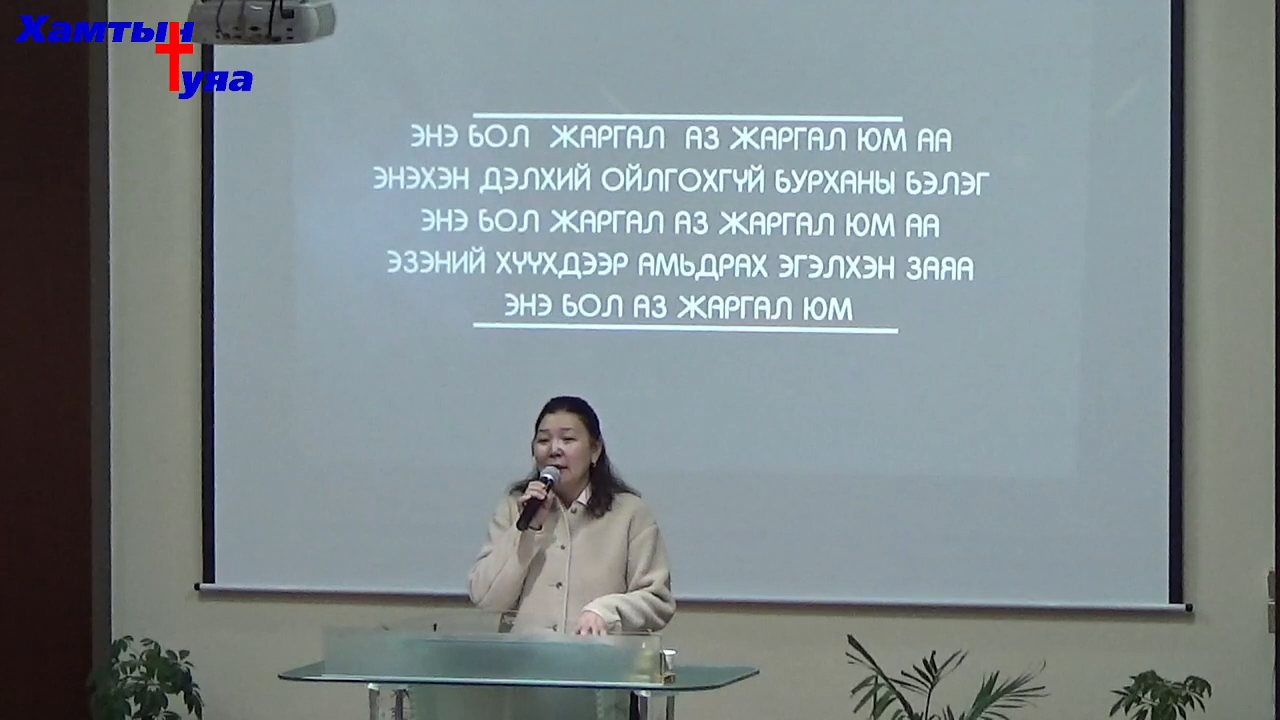 Хамтын
туяа
ЭНЭ БОЛ ЖАРГАЛ АЗ ЖАРГАЛ ЮМ АА
ЭНЭХЭН ДЭЛХИЙ ОЙЛГОХГҮЙ БУРХАНЫ БЭЛЭГ
ЭНЭ БОЛ ЖАРГАЛ АЗ ЖАРГАЛ ЮМ АА
ЭЗЭНИЙ ХҮҮХДЭЭР АМЬДРАХ ЭГЭЛХЭН ЗАЯА
ЭНЭ БОЛ АЗ ЖАРГАЛ ЮМ